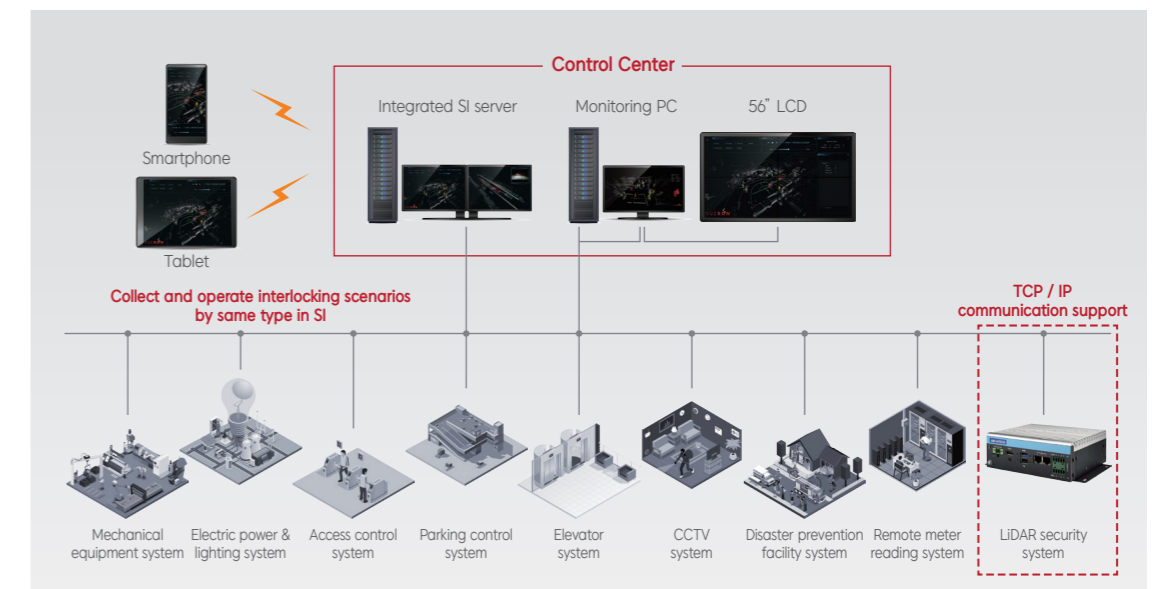 Control Center
Integrated SI server
Monitoring PC
56" LCD
Smartphone
Tablet
Collect and operate interlocking scenarios
by same type in SI
TCP / IP
communication support
Mechanical
equipment system
Electric power &
lighting system
Access control
system
Parking control
system
Elevator
system
CCTV
system
Disaster prevention
facility system
Remote meter
reading system
LiDAR security
system